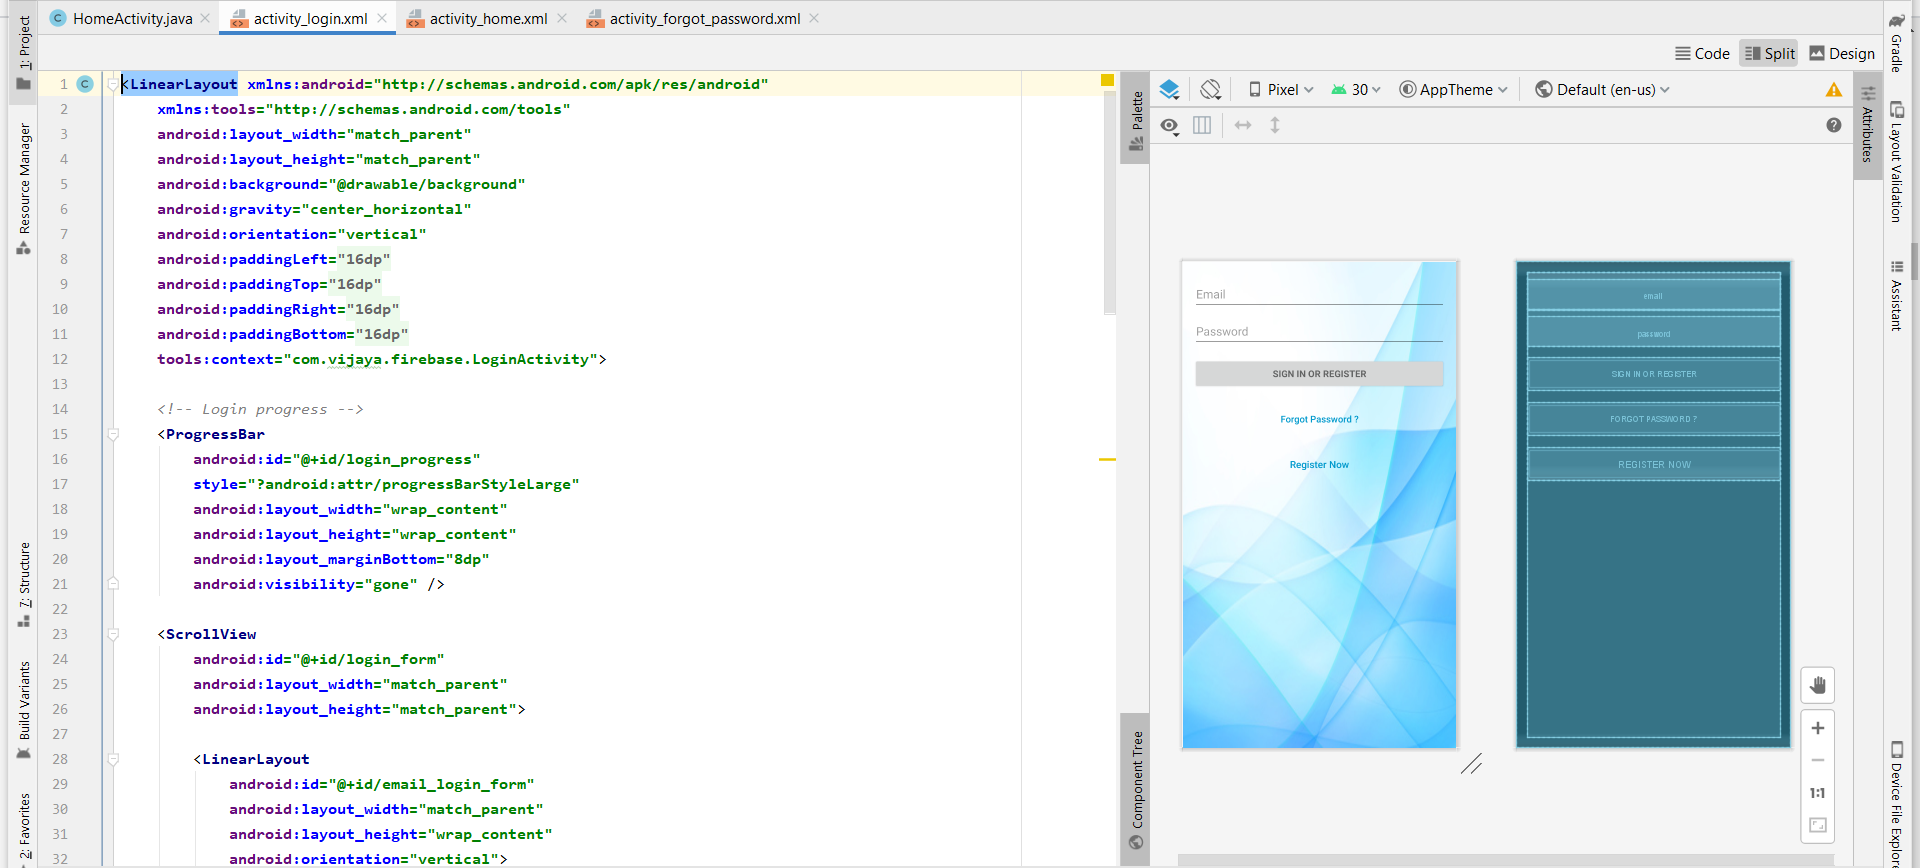 HomeActivity.java
activity_login.xml
activity_home.xml
activity_forgot_password.xml
Code
Split
Design
1: Project
Resource Manager
7: Structure
Build Variants
2: Favorites
1 <LinearLayout xmlns:android="http://schemas.android.com/apk/res/android"
2 xmlns:tools="http://schemas.android.com/tools"
3 android:layout_width="match_parent"
4 android:layout_height="match_parent"
5 android:background="@drawable/background"
6 android:gravity="center_horizontal"
7 android:orientation="vertical"
8 android:paddingLeft="16dp"
9 android:paddingTop="16dp"
10 android:paddingRight="16dp"
11 android:paddingBottom="16dp"
12 tools:context="com.vijaya.firebase.LoginActivity">
13
14 <!-- Login progress -->
15 <ProgressBar
16 android:id="@+id/login_progress"
17 style="?android:attr/progressBarStyleLarge"
18 android:layout_width="wrap_content"
19 android:layout_height="wrap_content"
20 android:layout_marginBottom="8dp"
21 android:visibility="gone" />
22
23 <ScrollView
24 android:id="@+id/login_form"
25 android:layout_width="match_parent"
26 android:layout_height="match_parent">
27
28 <LinearLayout
29 android:id="@+id/email_login_form"
30 android:layout_width="match_parent"
31 android:layout_height="wrap_content"
32 android:orientation="vertical">
Palette
Component Tree
Pixel
30
AppTheme
Default (en-us)
Email
Password
SIGN IN OR REGISTER
Forgot Password ?
Register Now
email
password
SIGN IN OR REGISTER
FORGOT PASSWORD ?
REGISTER NOW
1:1
Attributes
Gradle
Layout Validation
Assistant
Device File Explor